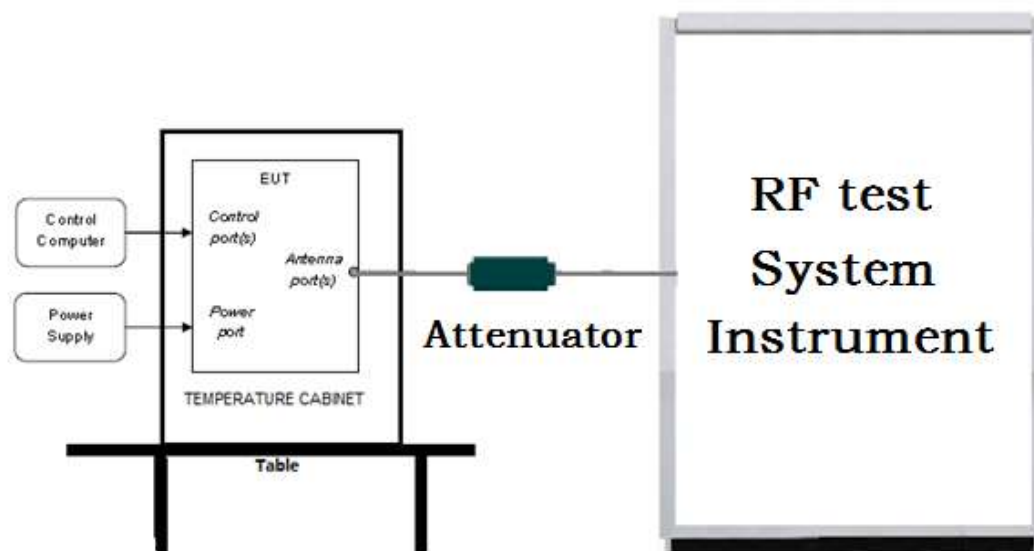 Control
Computer
Power
Supply
EUT
Control
port(s)
Antenna
port(s)
Power
port
TEMPERATURE CABINET
Table
Attenuator
RF test
System
Instrument